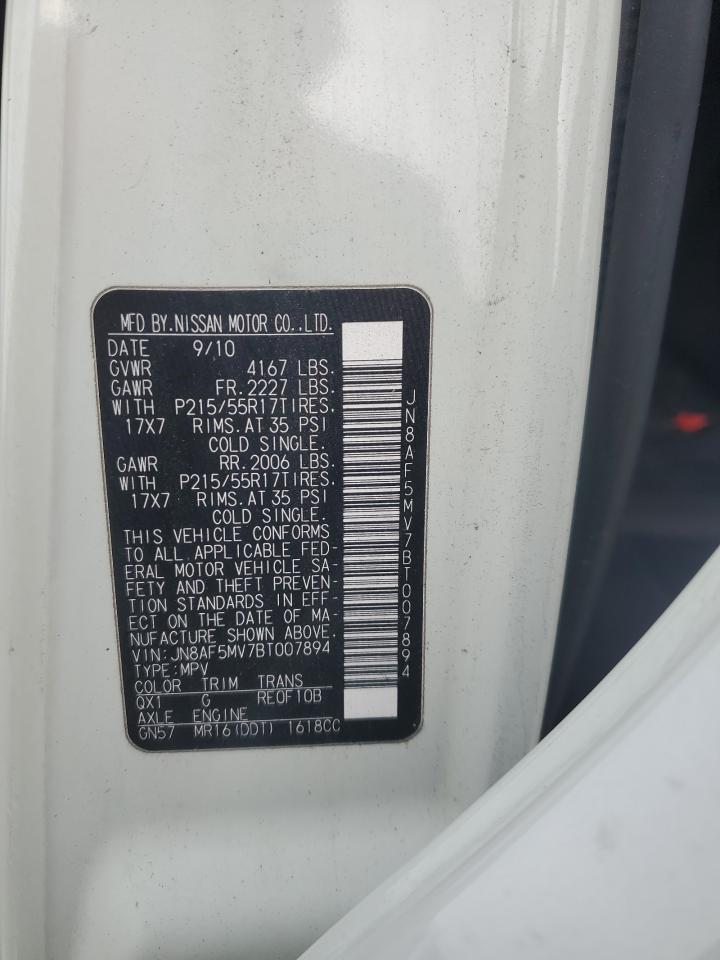 MFD BY.NISSAN MOTOR CO.,LTD.
DATE 9/10
GVWR 4167 LBS.
GAWR FR.2227 LBS.
WITH P215/55R17TIRES.
17X7 RIMS.AT 35 PSI
COLD SINGLE.
GAWR RR.2006 LBS.
WITH P215/55R17TIRES.
17X7 RIMS.AT 35 PSI
COLD SINGLE.
THIS VEHICLE CONFORMS
TO ALL APPLICABLE FED-
ERAL MOTOR VEHICLE SA-
FETY AND THEFT PREVEN-
TION STANDARDS IN EFF-
ECT ON THE DATE OF MA-
NUFACTURE SHOWN ABOVE.
VIN:JN8AF5MV7BT007894
TYPE:MPV
COLOR TRIM TRANS
QX1 G RE0F10B
AXLE ENGINE
GN57 MR16(DDT) 1618CC
JN8AF5MV7BT007894